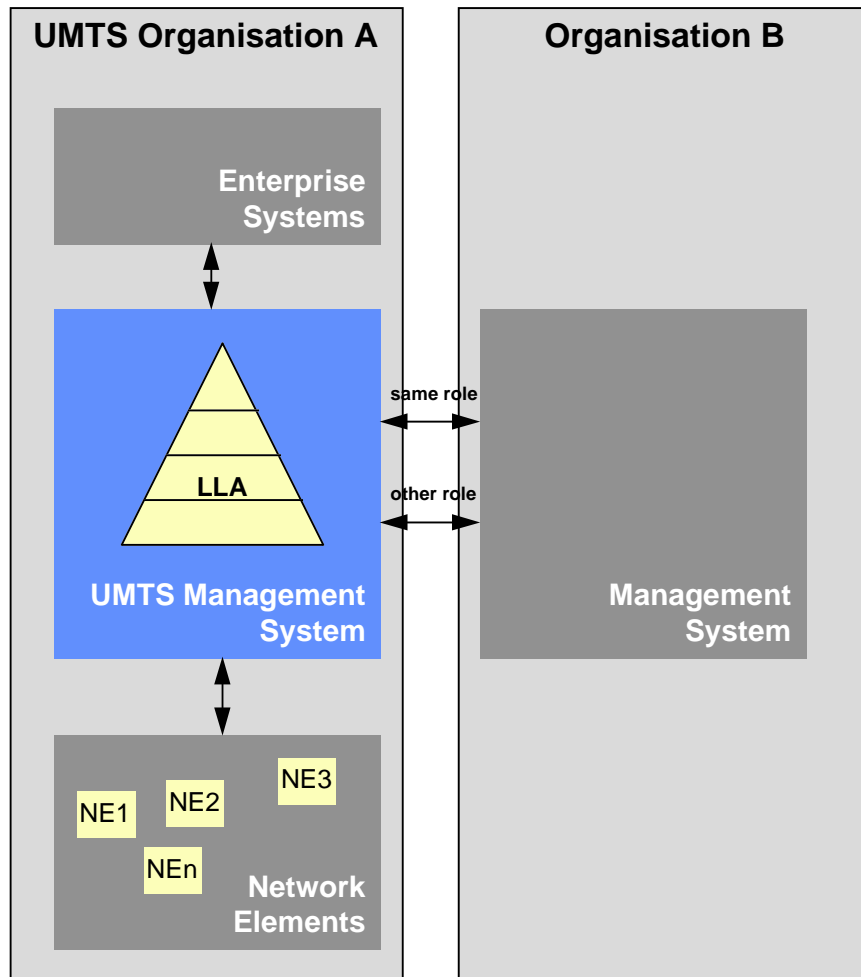 UMTS Organisation A
Organisation B
Enterprise
Systems
same role
LLA
other role
UMTS Management
System
Management
System
NE3
NE2
NE1
NEn
Network
Elements